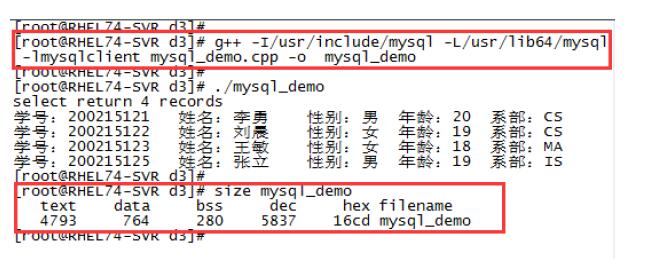 [root@RHEL74-SVR d3]#
[root@RHEL74-SVR d3]# g++ -I/usr/include/mysql -L/usr/lib64/mysql
-lmysqlclient mysql_demo.cpp -o  mysql_demo
[root@RHEL74-SVR d3]#
[root@RHEL74-SVR d3]# ./mysql_demo
select return 4 records
学号：200215121  姓名：李勇  性别：男  年龄：20  系部：CS
学号：200215122  姓名：刘晨  性别：女  年龄：19  系部：CS
学号：200215123  姓名：王敏  性别：女  年龄：18  系部：MA
学号：200215125  姓名：张立  性别：男  年龄：19  系部：IS
[root@RHEL74-SVR d3]#
[root@RHEL74-SVR d3]# size mysql_demo
text    data     bss     dec     hex filename
4793     764     280    5837    16cd mysql_demo
[root@RHEL74-SVR d3]#